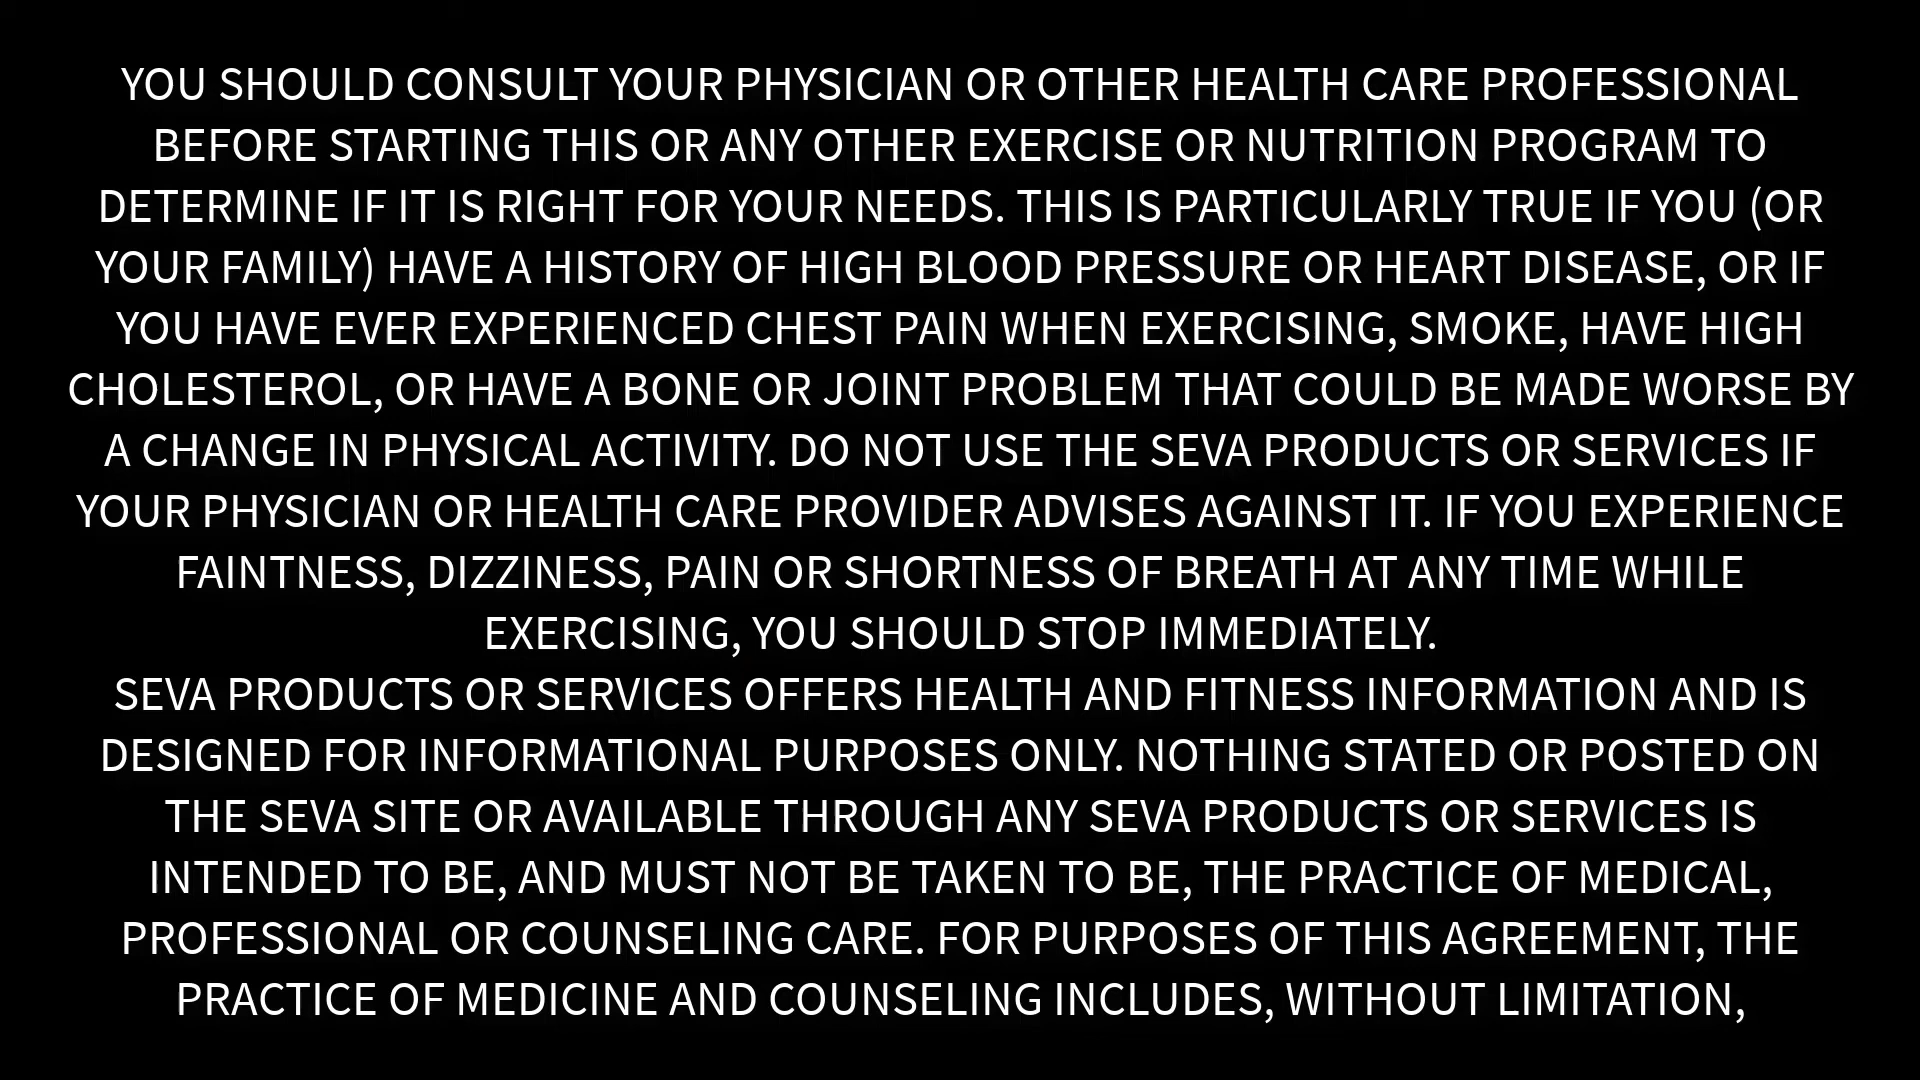 YOU SHOULD CONSULT YOUR PHYSICIAN OR OTHER HEALTH CARE PROFESSIONAL
BEFORE STARTING THIS OR ANY OTHER EXERCISE OR NUTRITION PROGRAM TO
DETERMINE IF IT IS RIGHT FOR YOUR NEEDS. THIS IS PARTICULARLY TRUE IF YOU (OR
YOUR FAMILY) HAVE A HISTORY OF HIGH BLOOD PRESSURE OR HEART DISEASE, OR IF
YOU HAVE EVER EXPERIENCED CHEST PAIN WHEN EXERCISING, SMOKE, HAVE HIGH
CHOLESTEROL, OR HAVE A BONE OR JOINT PROBLEM THAT COULD BE MADE WORSE BY
A CHANGE IN PHYSICAL ACTIVITY. DO NOT USE THE SEVA PRODUCTS OR SERVICES IF
YOUR PHYSICIAN OR HEALTH CARE PROVIDER ADVISES AGAINST IT. IF YOU EXPERIENCE
FAINTNESS, DIZZINESS, PAIN OR SHORTNESS OF BREATH AT ANY TIME WHILE
EXERCISING, YOU SHOULD STOP IMMEDIATELY.
SEVA PRODUCTS OR SERVICES OFFERS HEALTH AND FITNESS INFORMATION AND IS
DESIGNED FOR INFORMATIONAL PURPOSES ONLY. NOTHING STATED OR POSTED ON
THE SEVA SITE OR AVAILABLE THROUGH ANY SEVA PRODUCTS OR SERVICES IS
INTENDED TO BE, AND MUST NOT BE TAKEN TO BE, THE PRACTICE OF MEDICAL,
PROFESSIONAL OR COUNSELING CARE. FOR PURPOSES OF THIS AGREEMENT, THE
PRACTICE OF MEDICINE AND COUNSELING INCLUDES, WITHOUT LIMITATION,